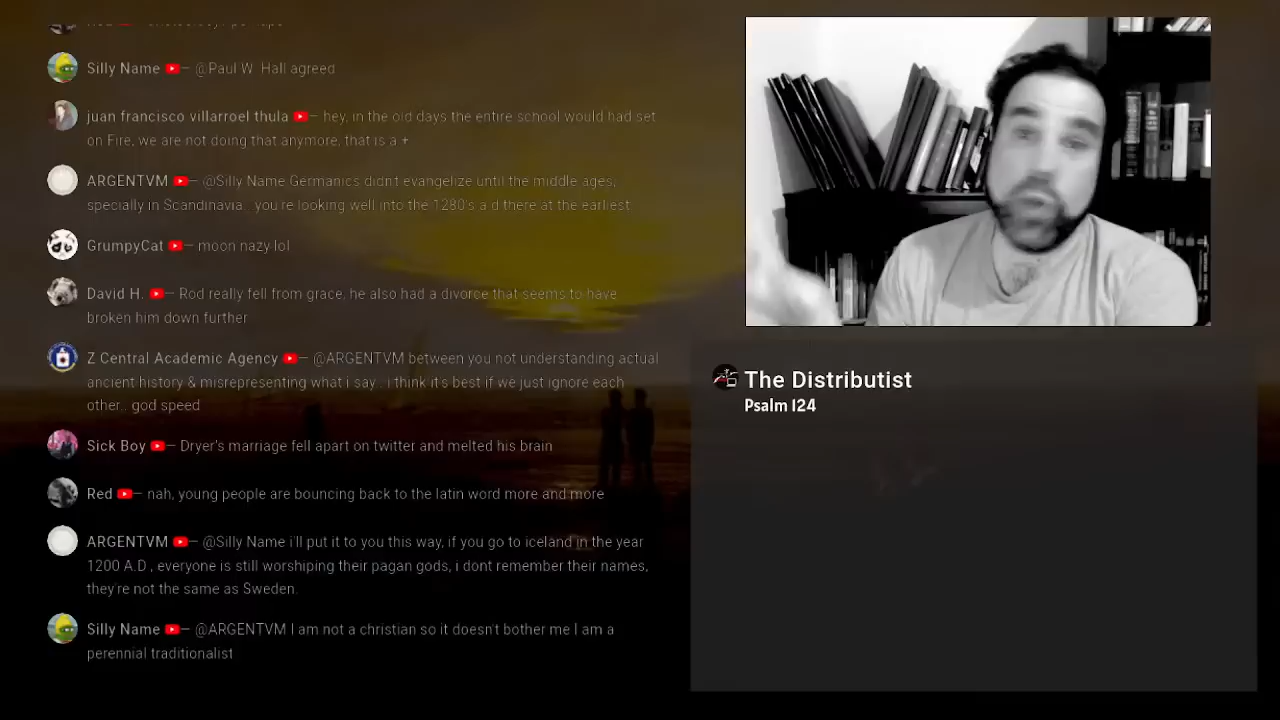 Silly Name – @Paul W. Hall agreed
juan francisco villarroel thula – hey, in the old days the entire school would had set
on Fire, we are not doing that anymore, that is a +
ARGENTVM – @Silly Name Germanics didnt evangelize until the middle ages,
specially in Scandinavia.. you're looking well into the 1280's a d there at the earliest
GrumpyCat – moon nazy lol
David H. – Rod really fell from grace, he also had a divorce that seems to have
broken him down further
Z Central Academic Agency – @ARGENTVM between you not understanding actual
ancient history & misrepresenting what i say .. i think it's best if we just ignore each
other... god speed
Sick Boy – Dryer's marriage fell apart on twitter and melted his brain
Red – nah, young people are bouncing back to the latin word more and more
ARGENTVM – @Silly Name i'll put it to you this way, if you go to iceland in the year
1200 A.D , everyone is still worshiping their pagan gods, i dont remember their names,
they're not the same as Sweden.
Silly Name – @ARGENTVM I am not a christian so it doesn't bother me I am a
perennial traditionalist
The Distributist
Psalm 124